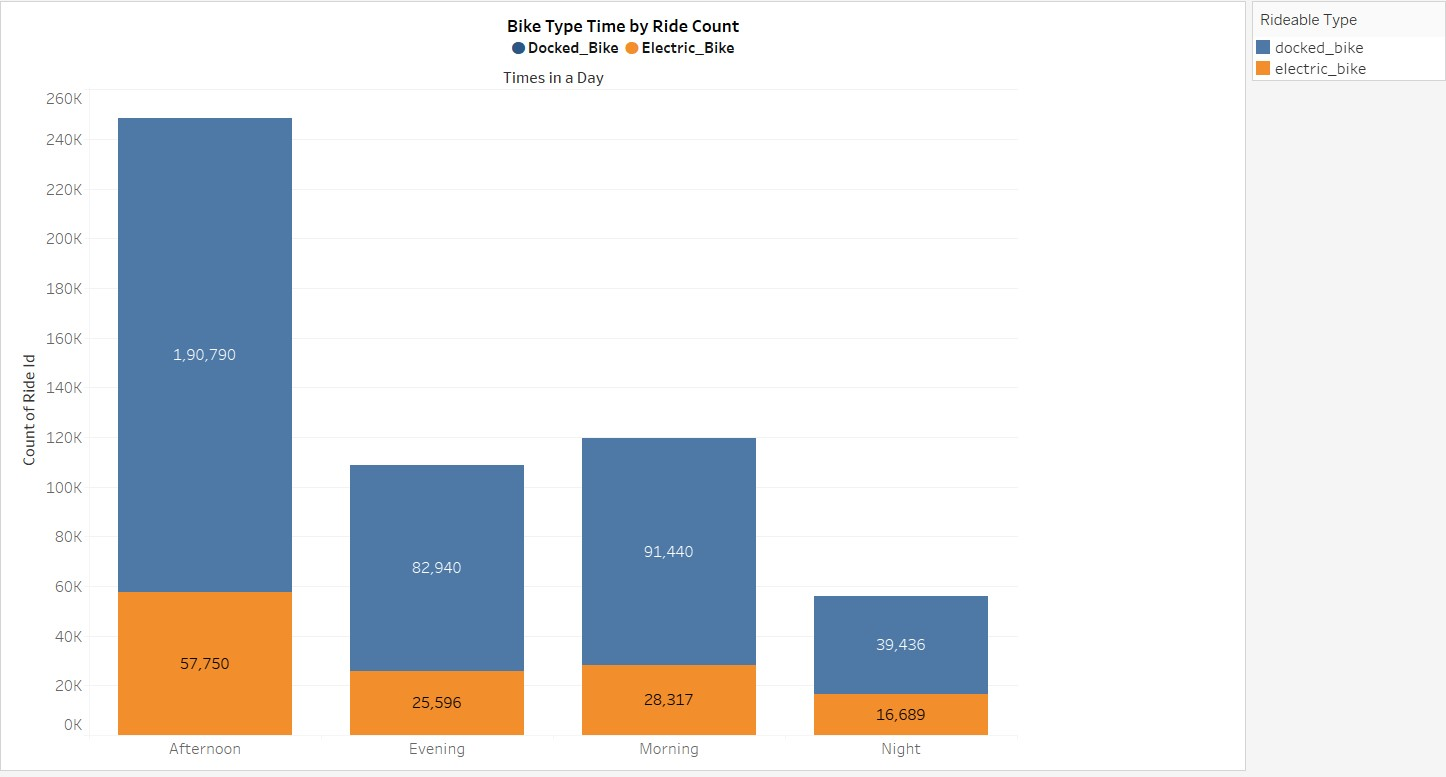 Bike Type Time by Ride Count
Docked_Bike Electric_Bike
Times in a Day
Rideable Type
docked_bike
electric_bike
Count of Ride Id
260K
240K
220K
200K
180K
160K
140K
120K
100K
80K
60K
40K
20K
0K
1,90,790
57,750
82,940
25,596
91,440
28,317
39,436
16,689
Afternoon Evening Morning Night